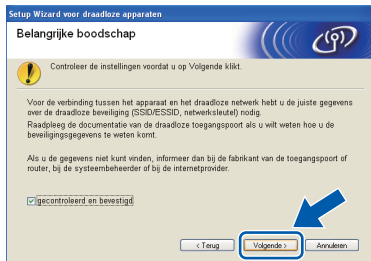 Setup Wizard voor draadloze apparaten
Belangrijke boodschap
Controleer de instellingen voordat u op Volgende klikt.
Voor de verbinding tussen het apparaat en het draadloze netwerk hebt u de juiste gegevens
over de draadloze beveiliging (SSID/ESSID, netwerksleutel) nodig.
Raadpleeg de documentatie van de draadloze toegangspoort als u wilt weten hoe u de
beveiligingsgegevens te weten komt.
Als u de gegevens niet kunt vinden, informeer dan bij de fabrikant van de toegangspoort of
router, bij de systeembeheerder of bij de internetprovider.
gecontroleerd en bevestigd
< Terug
Volgende >
Annuleren